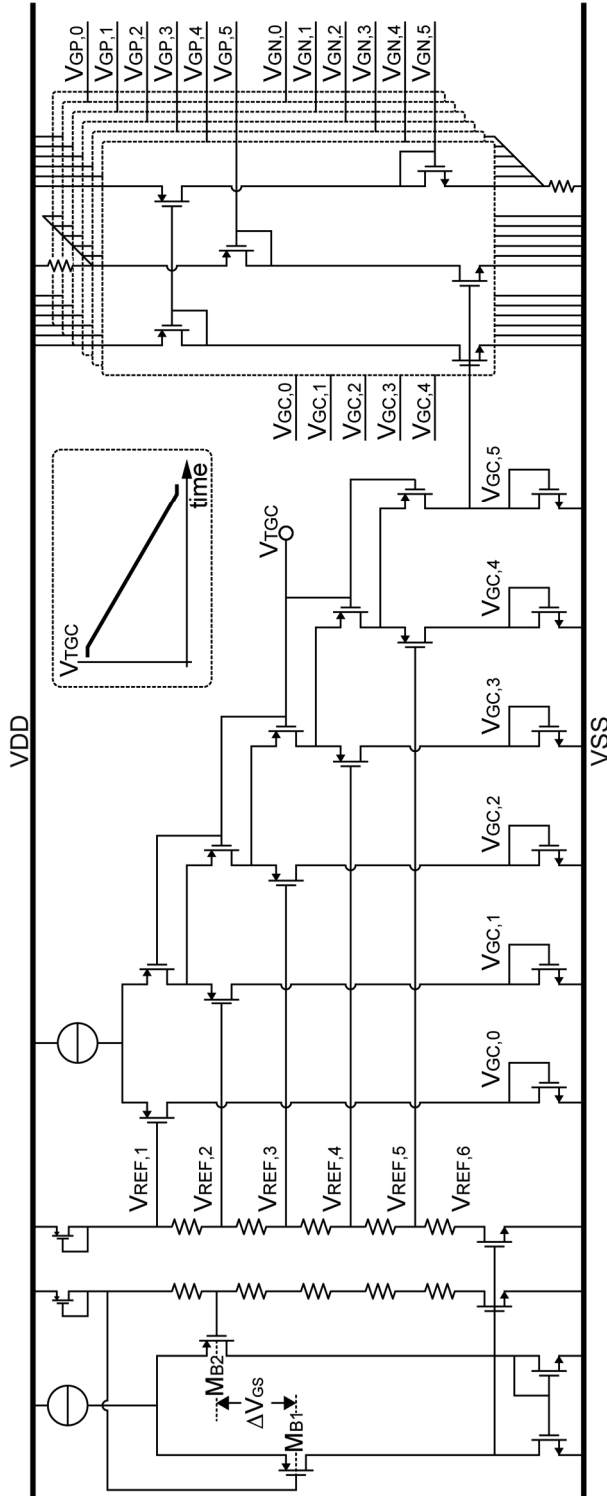 VGP,0
VGP,1
VGP,2
VGP,3
VGP,4
VGP,5
VGN,0
VGN,1
VGN,2
VGN,3
VGN,4
VGN,5
VGC,0
VGC,1
VGC,2
VGC,3
VGC,4
VTGC
time
VTGC
VDD
VSS
VGC,5
VGC,4
VGC,3
VGC,2
VGC,1
VGC,0
VREF,1
VREF,2
VREF,3
VREF,4
VREF,5
VREF,6
MB2
ΔVGS
MB1